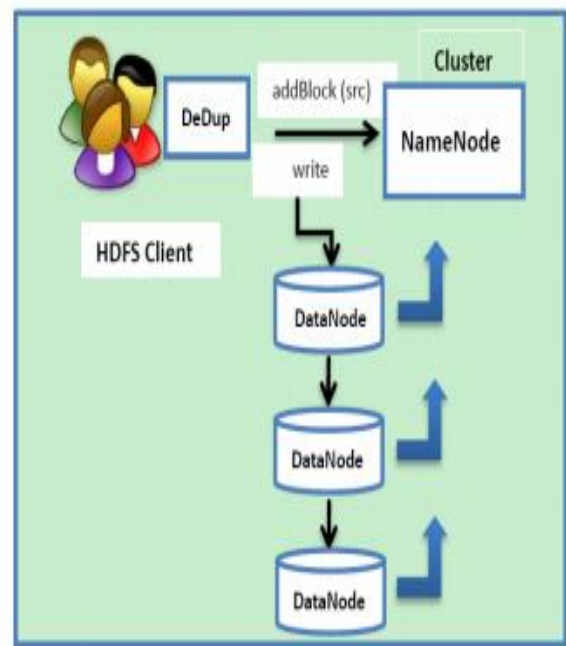 Cluster
addBlock (src)
DeDup
NameNode
write
HDFS Client
DataNode
DataNode
DataNode